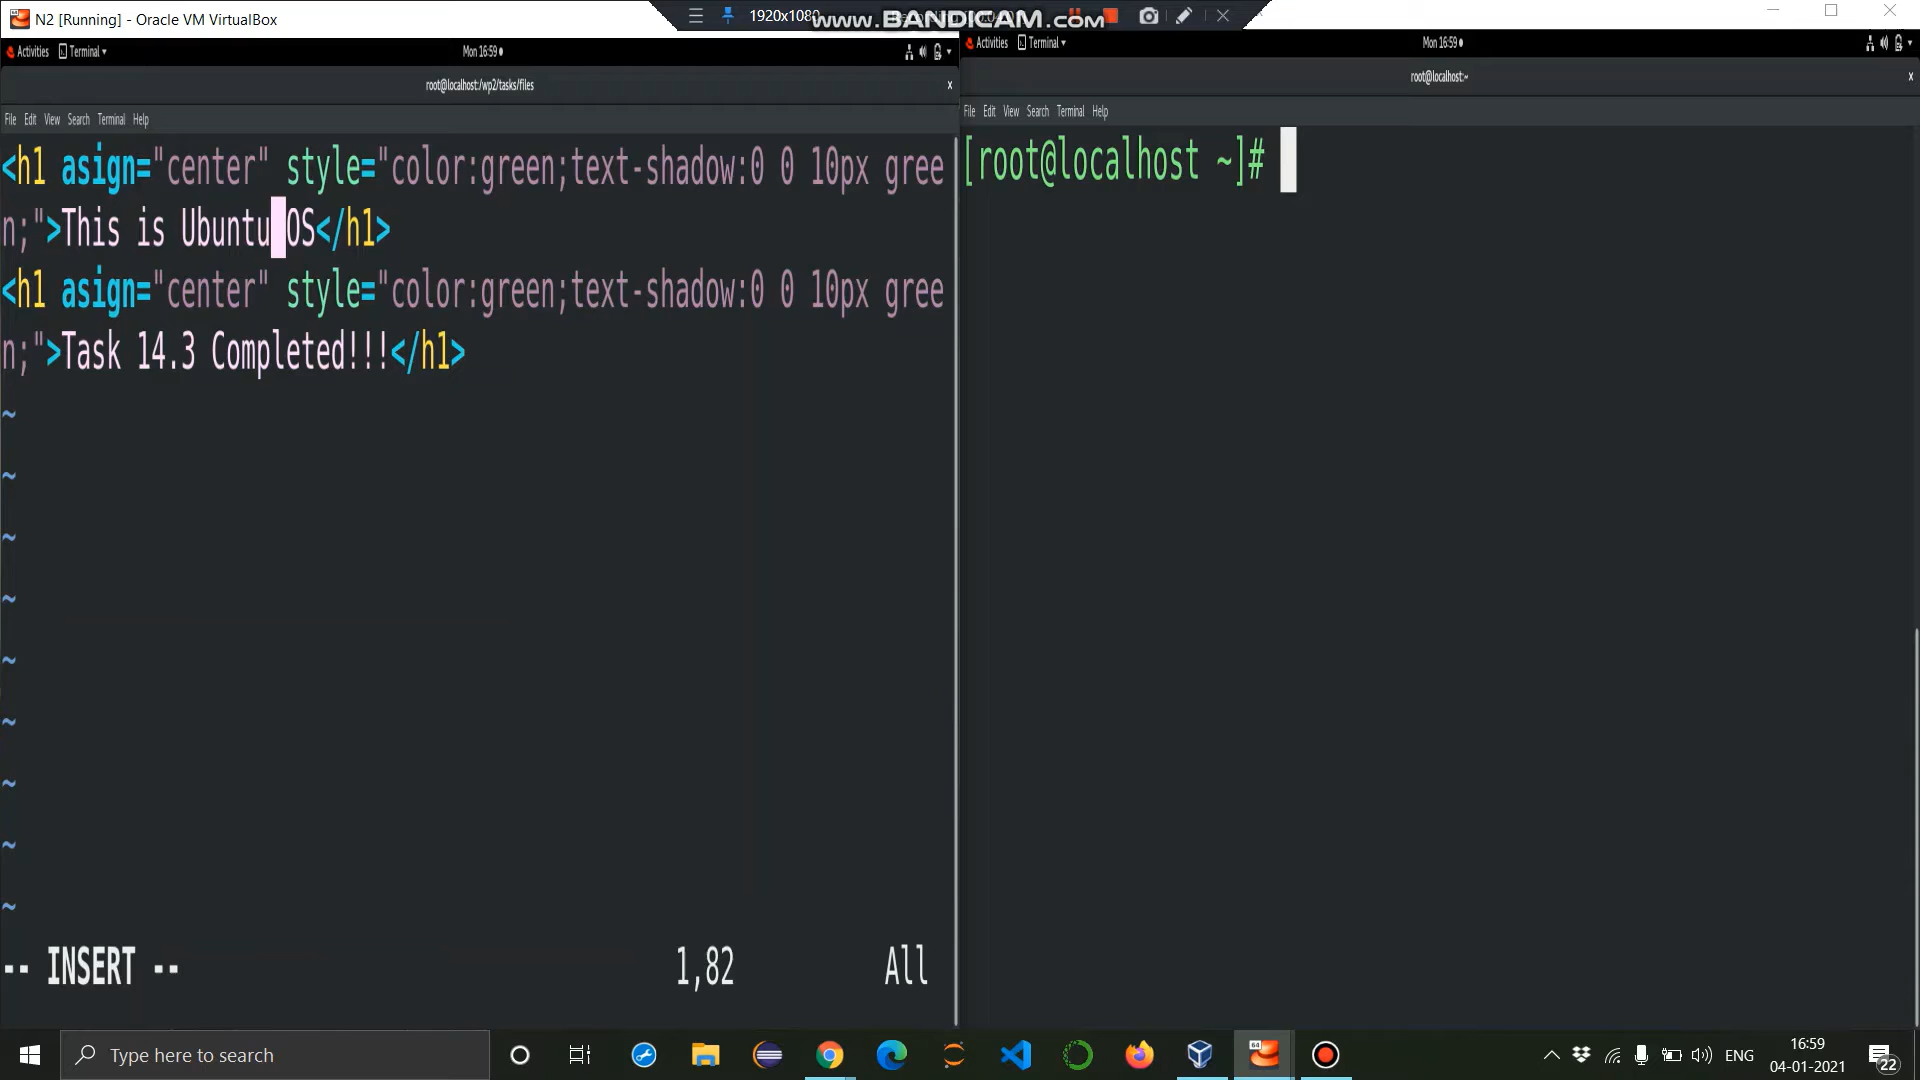 N2 [Running] - Oracle VM VirtualBox
1920x1080
www.BANDICAM.com
Activities Terminal
Mon 16:59
root@localhost:/wp2/tasks/files
x
File Edit View Search Terminal Help
<h1 asign="center" style="color:green;text-shadow:0 0 10px gree
n;">This is Ubuntu OS</h1>
<h1 asign="center" style="color:green;text-shadow:0 0 10px gree
n;">Task 14.3 Completed!!!</h1>
~
~
~
~
~
~
~
~
~
-- INSERT -- 1,82 All
Activities Terminal
Mon 16:59
root@localhost:~
x
File Edit View Search Terminal Help
[root@localhost ~]#
Type here to search
64
ENG
16:59
04-01-2021
22